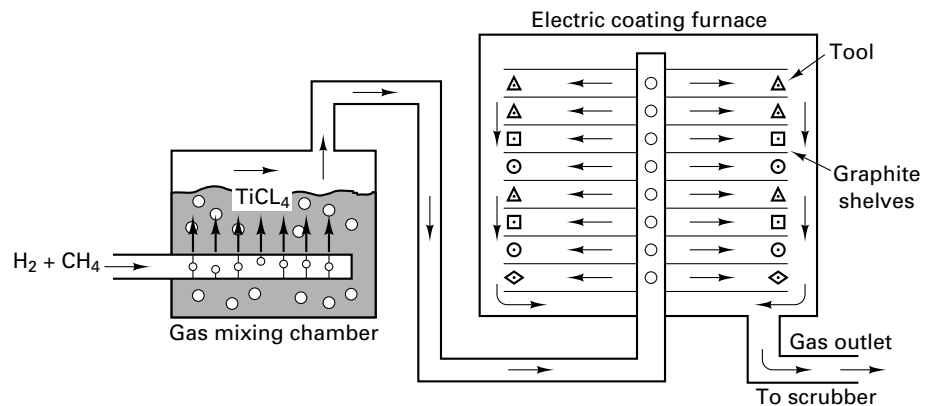 Electric coating furnace
Tool
Graphite
shelves
TiCL₄
H₂ + CH₄
Gas mixing chamber
Gas outlet
To scrubber